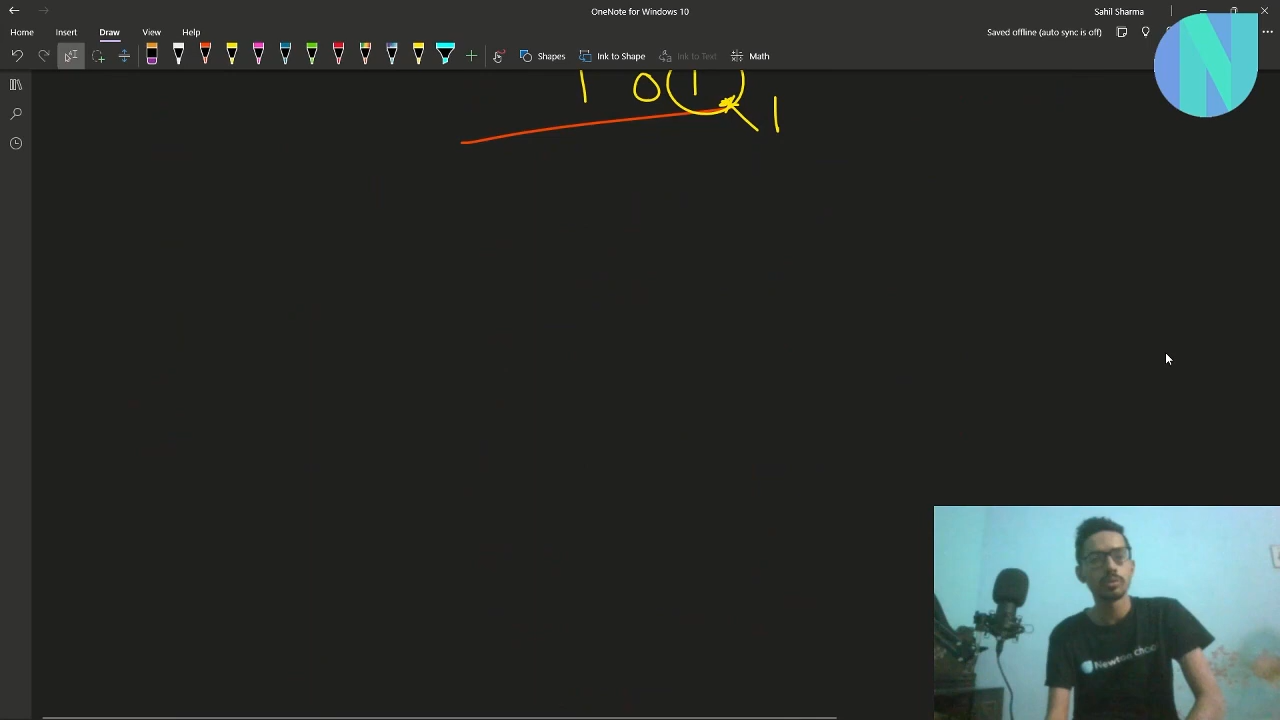 OneNote for Windows 10
Sahil Sharma
Home Insert Draw View Help
Saved offline (auto sync is off)
Shapes Ink to Shape Ink to Text Math
1 0 1
1
Newton